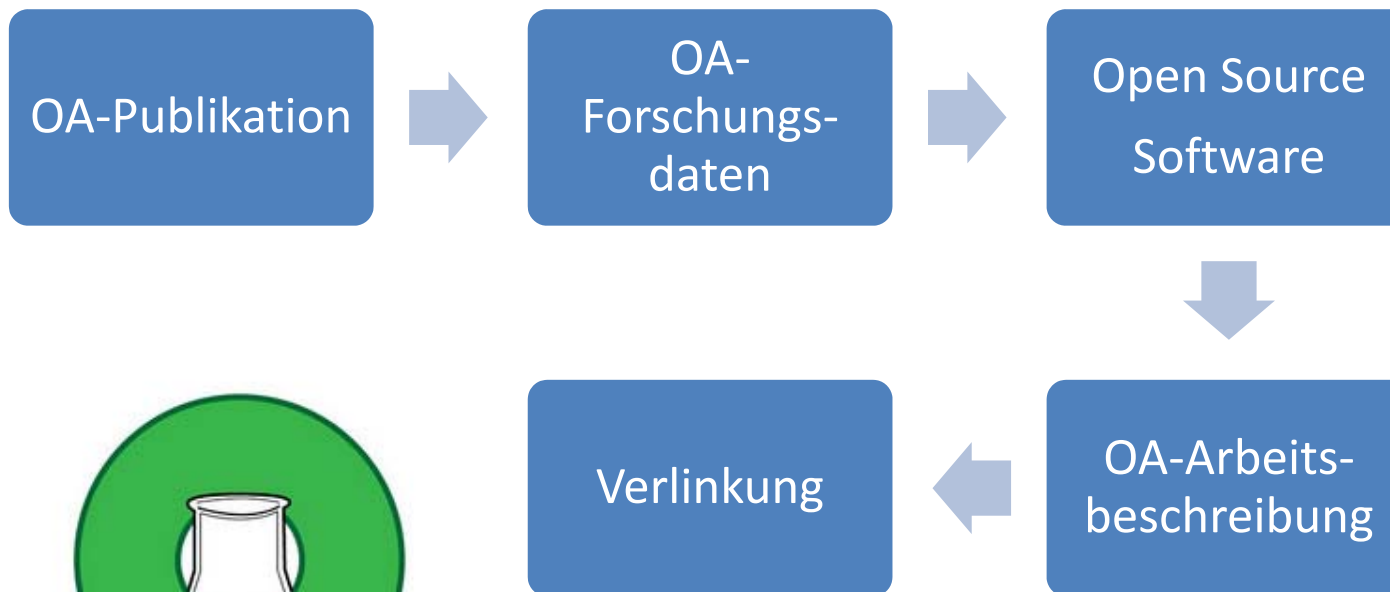 OA-Publikation
OA-
Forschungs-
daten
Open Source
Software
OA-Arbeits-
beschreibung
Verlinkung